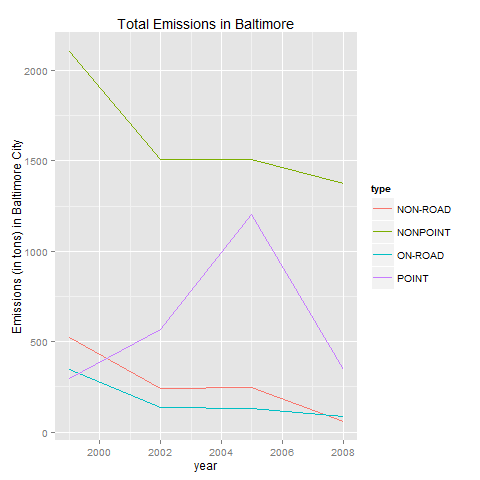 Total Emissions in Baltimore
Emissions (in tons) in Baltimore City
2000
1500
1000
500
0
2000
2002
2004
2006
2008
year
type
NON-ROAD
NONPOINT
ON-ROAD
POINT